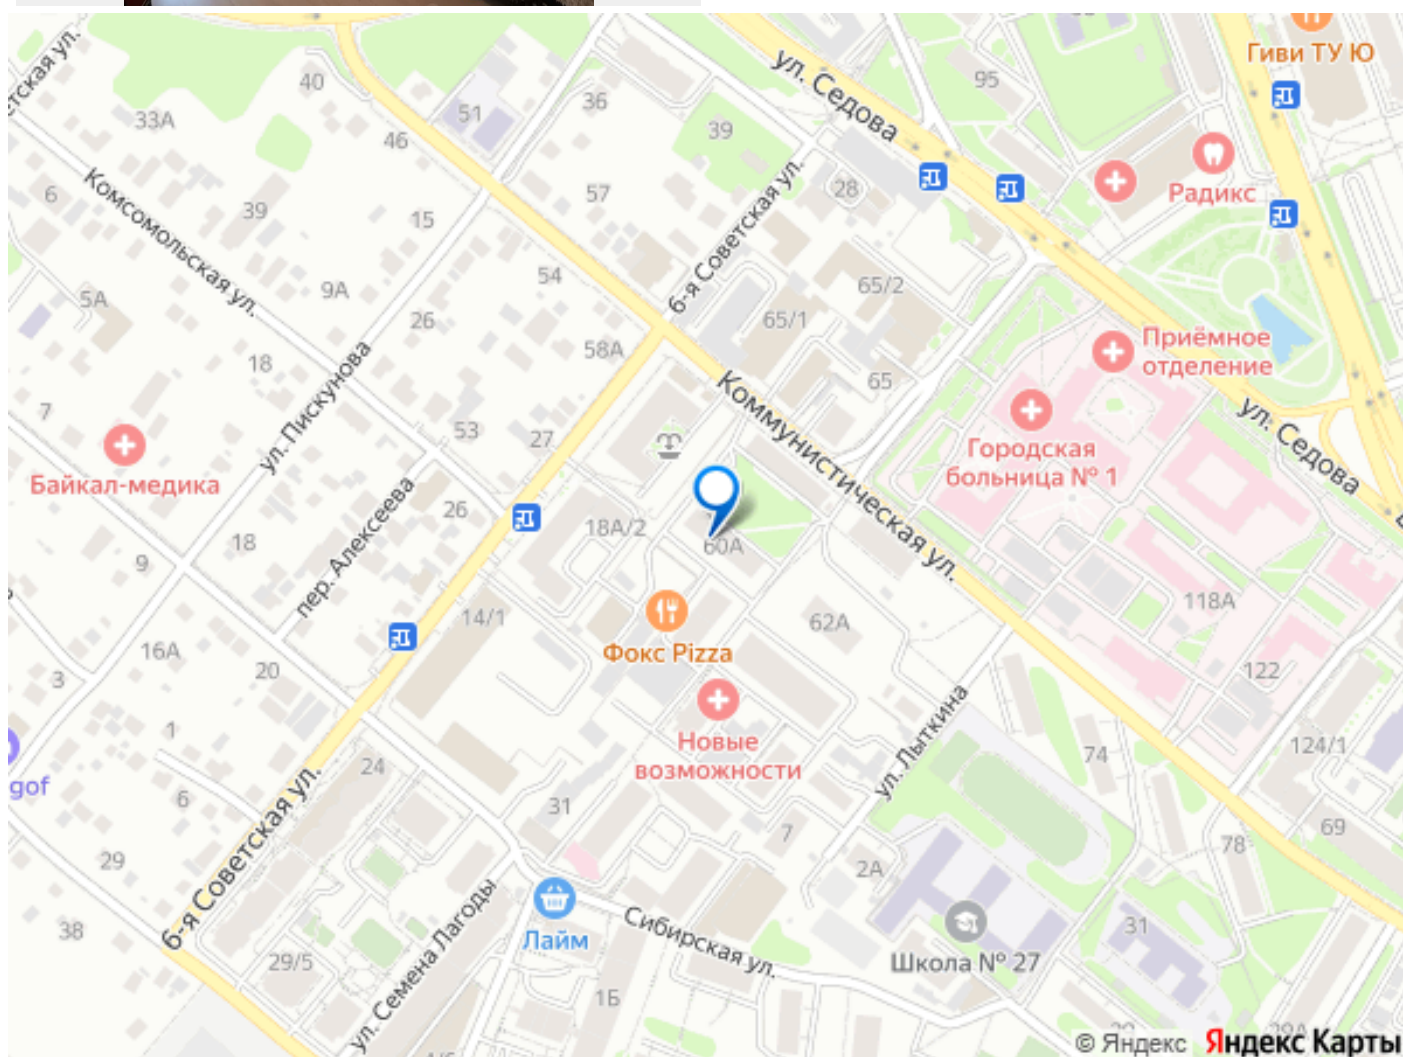 Гиви ТУ Ю
ул. Седова
95
40
36
51
33А
46
39
28
Радикс
6
Комсомольская ул.
39
57
15
6-я Советская ул.
54
9А
65/2
5А
26
65/1
Приёмное
отделение
58А
18
ул. Пискунова
65
Коммунистическая ул.
ул. Седова
7
53
27
Городская
больница № 1
Байкал-медика
26
пер. Алексеева
18А/2
60А
18
9
118А
14/1
62А
16А
Фокс Pizza
20
122
3
1
Новые
возможности
ул. Лыткина
74
124/1
gof
24
6
31
7
69
78
29
2А
6-я Советская ул.
38
Лайм
Сибирская ул.
31
29/5
ул. Семена Лагоды
Школа № 27
1Б
© Яндекс Яндекс Карты